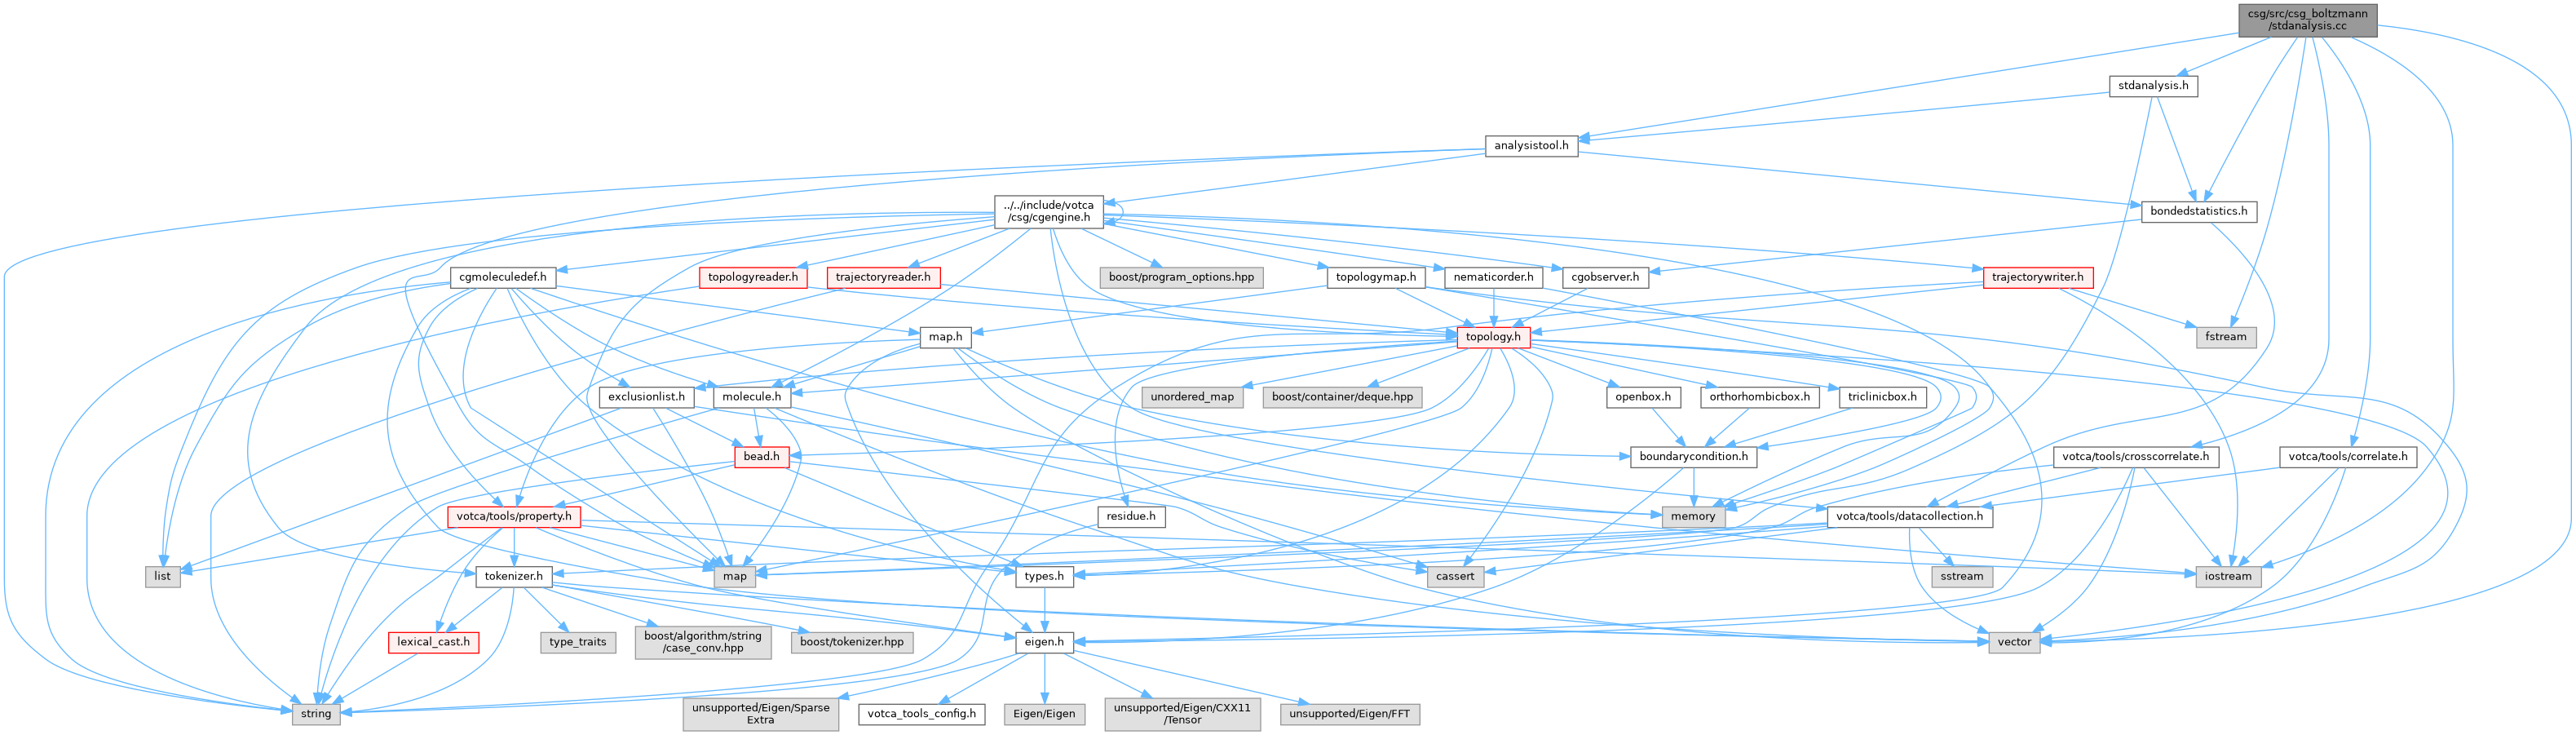 csg/src/csg_boltzmann
/stdanalysis.cc
stdanalysis.h
analysistool.h
../../include/votca
/csg/cgengine.h
bondedstatistics.h
cgmoleculedef.h
topologyreader.h
trajectoryreader.h
boost/program_options.hpp
topologymap.h
nematicorder.h
cgobserver.h
trajectorywriter.h
map.h
topology.h
fstream
exclusionlist.h
molecule.h
unordered_map
boost/container/deque.hpp
openbox.h
orthorhombicbox.h
triclinicbox.h
bead.h
boundarycondition.h
votca/tools/crosscorrelate.h
votca/tools/correlate.h
votca/tools/property.h
residue.h
memory
votca/tools/datacollection.h
list
tokenizer.h
map
types.h
cassert
sstream
iostream
lexical_cast.h
type_traits
boost/algorithm/string
/case_conv.hpp
boost/tokenizer.hpp
eigen.h
vector
string
unsupported/Eigen/Sparse
Extra
votca_tools_config.h
Eigen/Eigen
unsupported/Eigen/CXX11
/Tensor
unsupported/Eigen/FFT